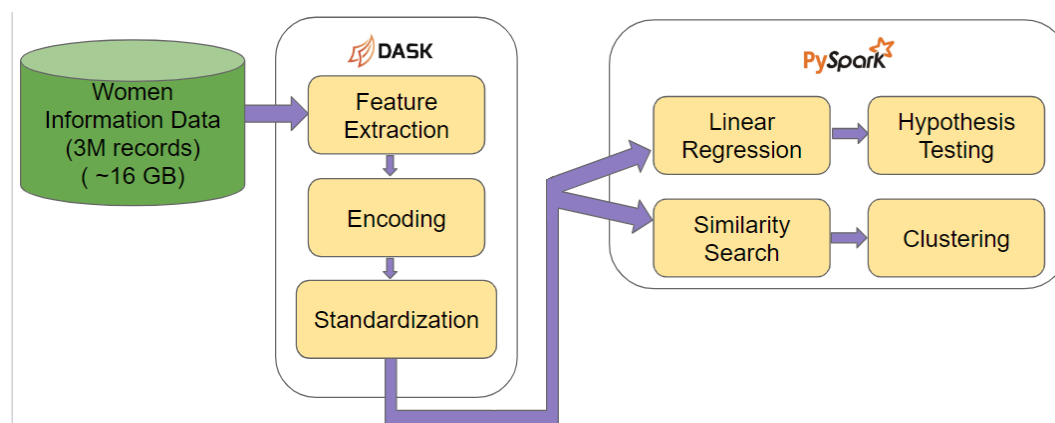 Women
Information Data
(3M records)
( ~16 GB)
DASK
Feature
Extraction
Encoding
Standardization
PySpark
Linear
Regression
Hypothesis
Testing
Similarity
Search
Clustering